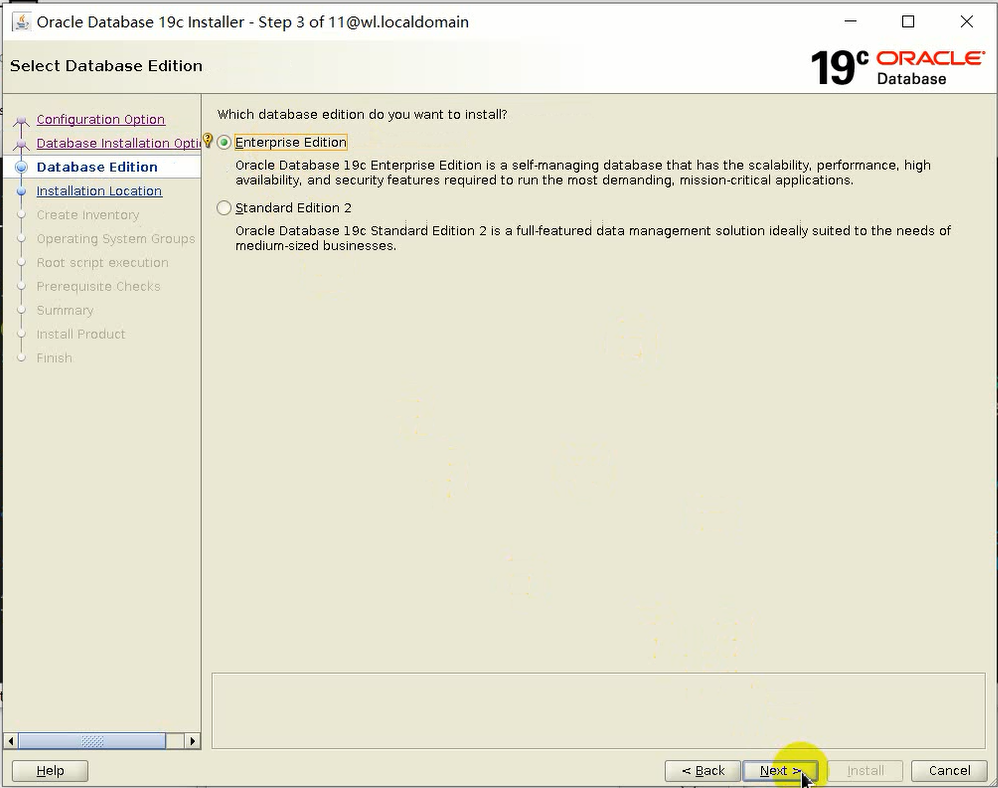 Oracle Database 19c Installer - Step 3 of 11@wl.localdomain
Select Database Edition
19c ORACLE
Database
Configuration Option
Database Installation Opti
Database Edition
Installation Location
Create Inventory
Operating System Groups
Root script execution
Prerequisite Checks
Summary
Install Product
Finish
Which database edition do you want to install?
Enterprise Edition
Oracle Database 19c Enterprise Edition is a self-managing database that has the scalability, performance, high
availability, and security features required to run the most demanding, mission-critical applications.
Standard Edition 2
Oracle Database 19c Standard Edition 2 is a full-featured data management solution ideally suited to the needs of
medium-sized businesses.
Help
< Back
Next >
Install
Cancel